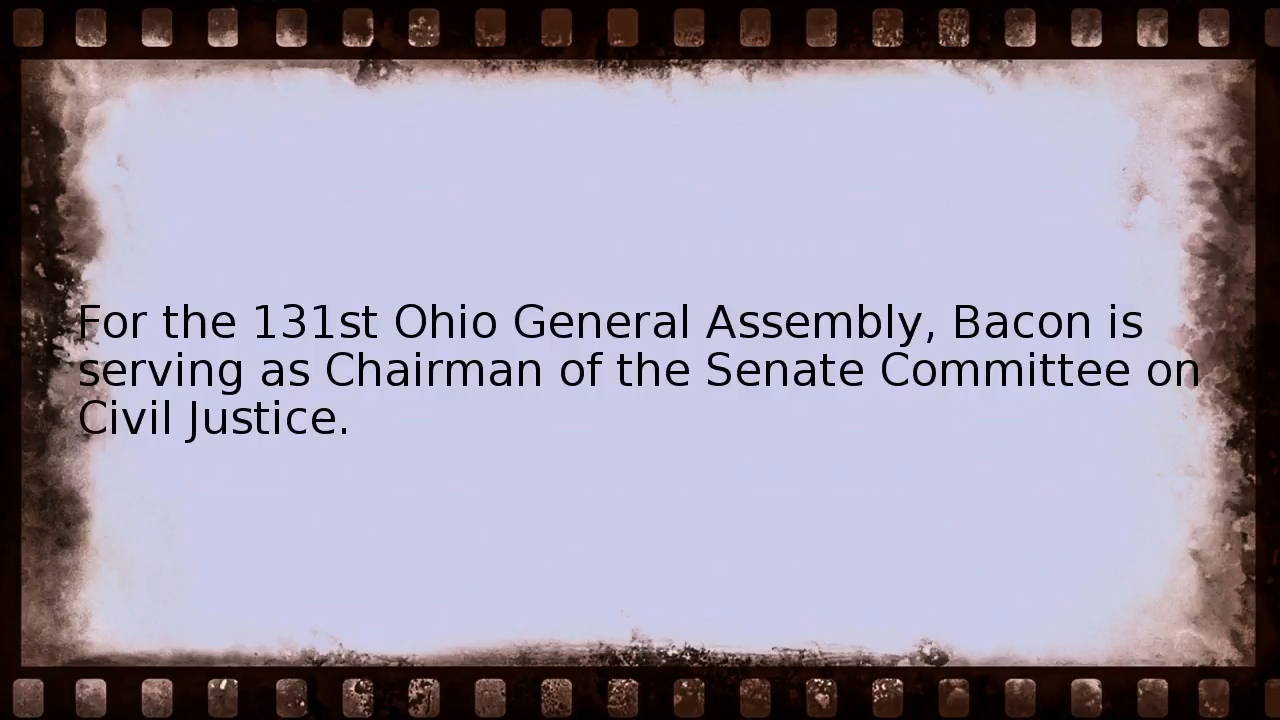 For the 131st Ohio General Assembly, Bacon is
serving as Chairman of the Senate Committee on
Civil Justice.